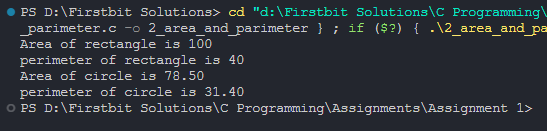 PS D:\Firstbit Solutions> cd "d:\Firstbit Solutions\C Programming\
_parimeter.c -o 2_area_and_parimeter } ; if ($?) { .\2_area_and_pa
Area of rectangle is 100
perimeter of rectangle is 40
Area of circle is 78.50
perimeter of circle is 31.40
PS D:\Firstbit Solutions\C Programming\Assignments\Assignment 1>